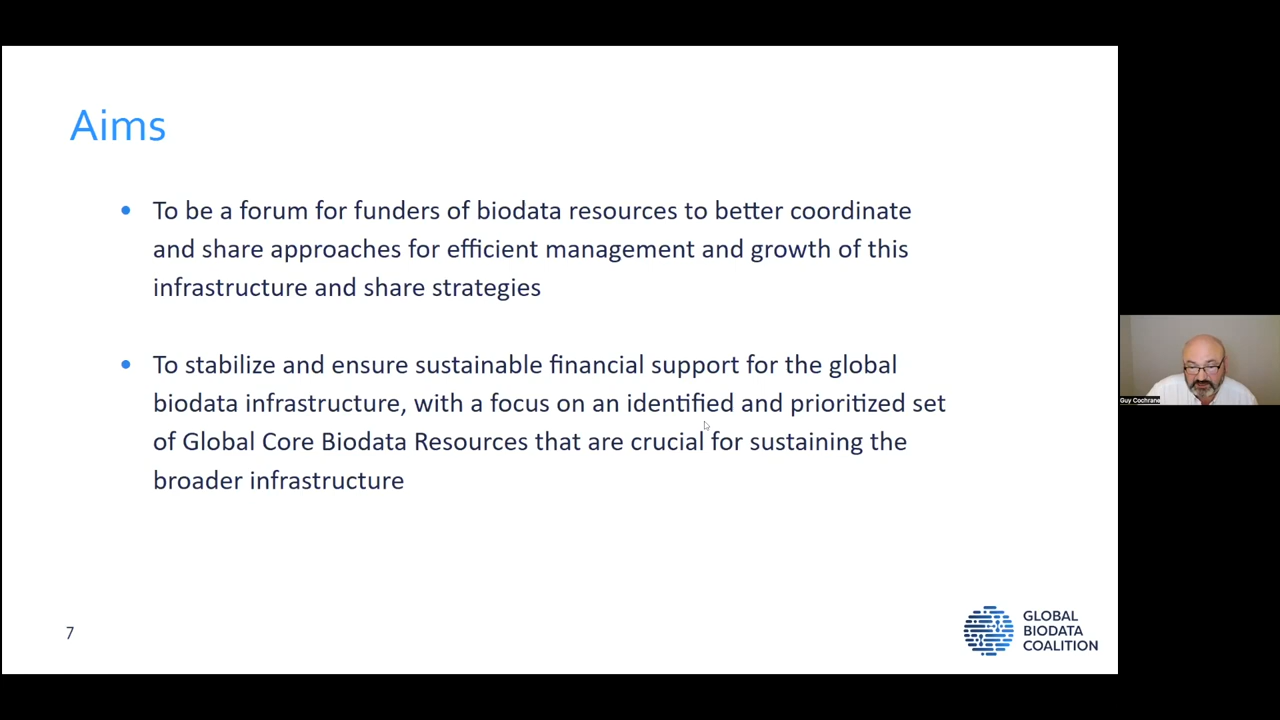 Aims
• To be a forum for funders of biodata resources to better coordinate
and share approaches for efficient management and growth of this
infrastructure and share strategies
• To stabilize and ensure sustainable financial support for the global
biodata infrastructure, with a focus on an identified and prioritized set
of Global Core Biodata Resources that are crucial for sustaining the
broader infrastructure
7
GLOBAL
BIODATA
COALITION
Guy Cochrane